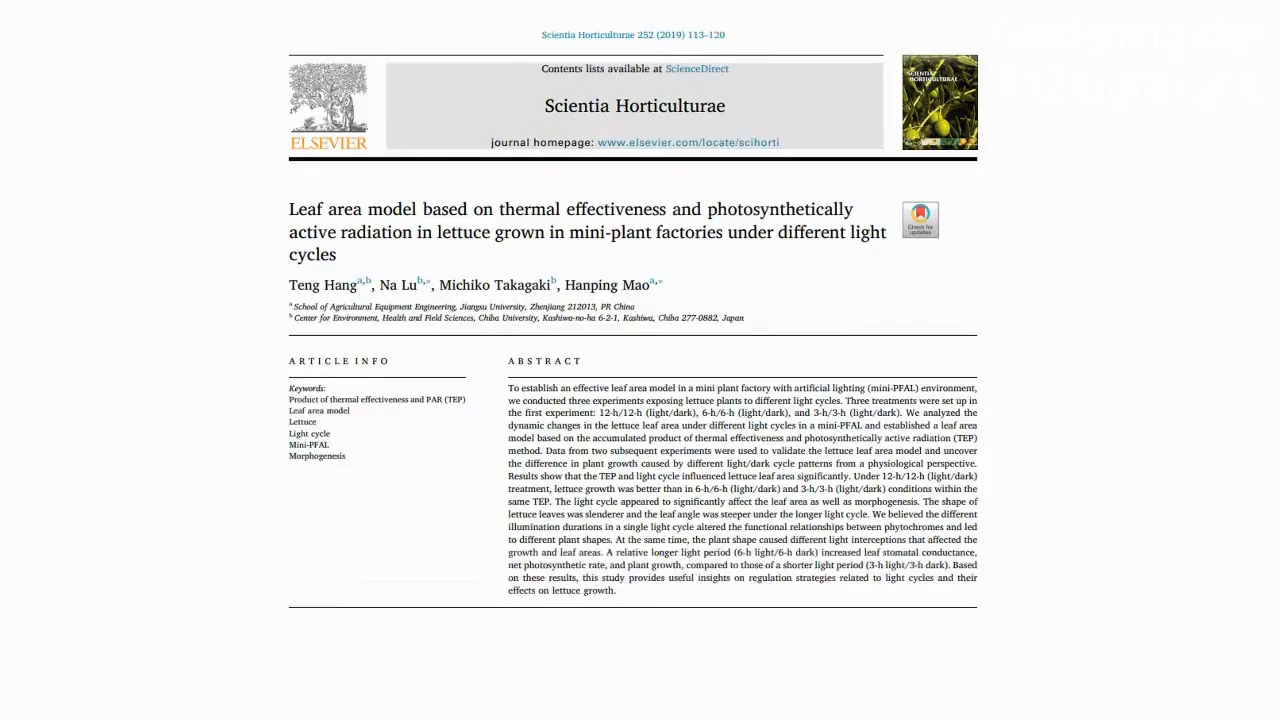 Scientia Horticulturae 252 (2019) 113–120
Contents lists available at ScienceDirect
Scientia Horticulturae
journal homepage: www.elsevier.com/locate/scihorti
ELSEVIER
SCIENTIA
HORTICULTURAE
Leaf area model based on thermal effectiveness and photosynthetically
active radiation in lettuce grown in mini-plant factories under different light
cycles
Check for
updates
Teng Hang^a,b, Na Lu^b,*, Michiko Takagaki^b, Hanping Mao^a,*
^a School of Agricultural Equipment Engineering, Jiangsu University, Zhenjiang 212013, PR China
^b Center for Environment, Health and Field Sciences, Chiba University, Kashiwa-no-ha 6-2-1, Kashiwa, Chiba 277-0882, Japan
ARTICLE INFO
Keywords:
Product of thermal effectiveness and PAR (TEP)
Leaf area model
Lettuce
Light cycle
Mini-PFAL
Morphogenesis
ABSTRACT
To establish an effective leaf area model in a mini plant factory with artificial lighting (mini-PFAL) environment,
we conducted three experiments exposing lettuce plants to different light cycles. Three treatments were set up in
the first experiment: 12-h/12-h (light/dark), 6-h/6-h (light/dark), and 3-h/3-h (light/dark). We analyzed the
dynamic changes in the lettuce leaf area under different light cycles in a mini-PFAL and established a leaf area
model based on the accumulated product of thermal effectiveness and photosynthetically active radiation (TEP)
method. Data from two subsequent experiments were used to validate the lettuce leaf area model and uncover
the difference in plant growth caused by different light/dark cycle patterns from a physiological perspective.
Results show that the TEP and light cycle influenced lettuce leaf area significantly. Under 12-h/12-h (light/dark)
treatment, lettuce growth was better than in 6-h/6-h (light/dark) and 3-h/3-h (light/dark) conditions within the
same TEP. The light cycle appeared to significantly affect the leaf area as well as morphogenesis. The shape of
lettuce leaves was slenderer and the leaf angle was steeper under the longer light cycle. We believed the different
illumination durations in a single light cycle altered the functional relationships between phytochromes and led
to different plant shapes. At the same time, the plant shape caused different light interceptions that affected the
growth and leaf areas. A relative longer light period (6-h light/6-h dark) increased leaf stomatal conductance,
net photosynthetic rate, and plant growth, compared to those of a shorter light period (3-h light/3-h dark). Based
on these results, this study provides useful insights on regulation strategies related to light cycles and their
effects on lettuce growth.